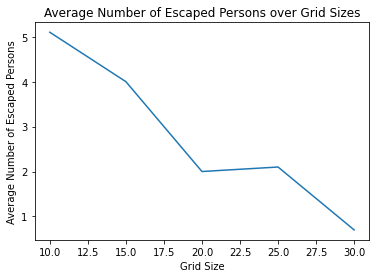 Average Number of Escaped Persons over Grid Sizes
Average Number of Escaped Persons
5
4
3
2
1
10.0 12.5 15.0 17.5 20.0 22.5 25.0 27.5 30.0
Grid Size